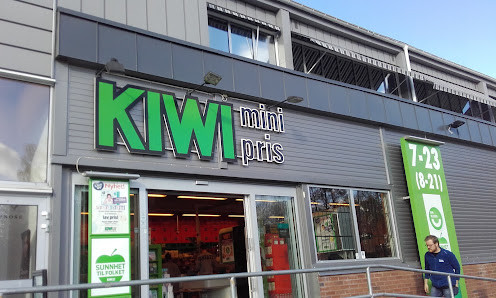 KIWI mini
pris
7-23
(8-21)
Nyhet!
SUNNHET
TIL FOLKET